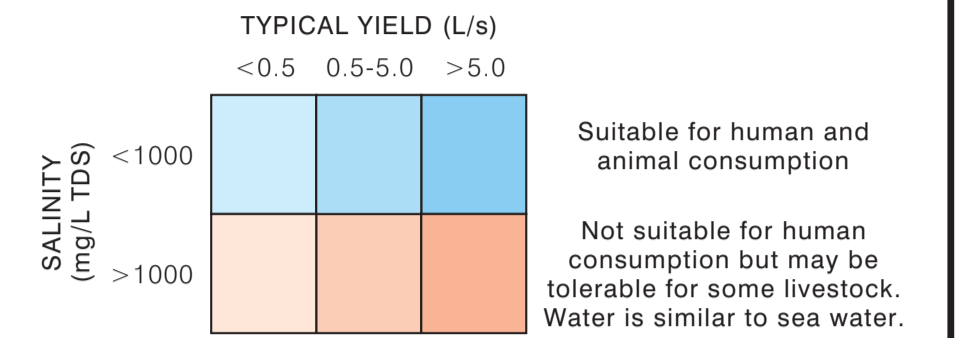 TYPICAL YIELD (L/s)
<0.5 0.5-5.0 >5.0
SALINITY
(mg/L TDS)
<1000
Suitable for human and
animal consumption
>1000
Not suitable for human
consumption but may be
tolerable for some livestock.
Water is similar to sea water.